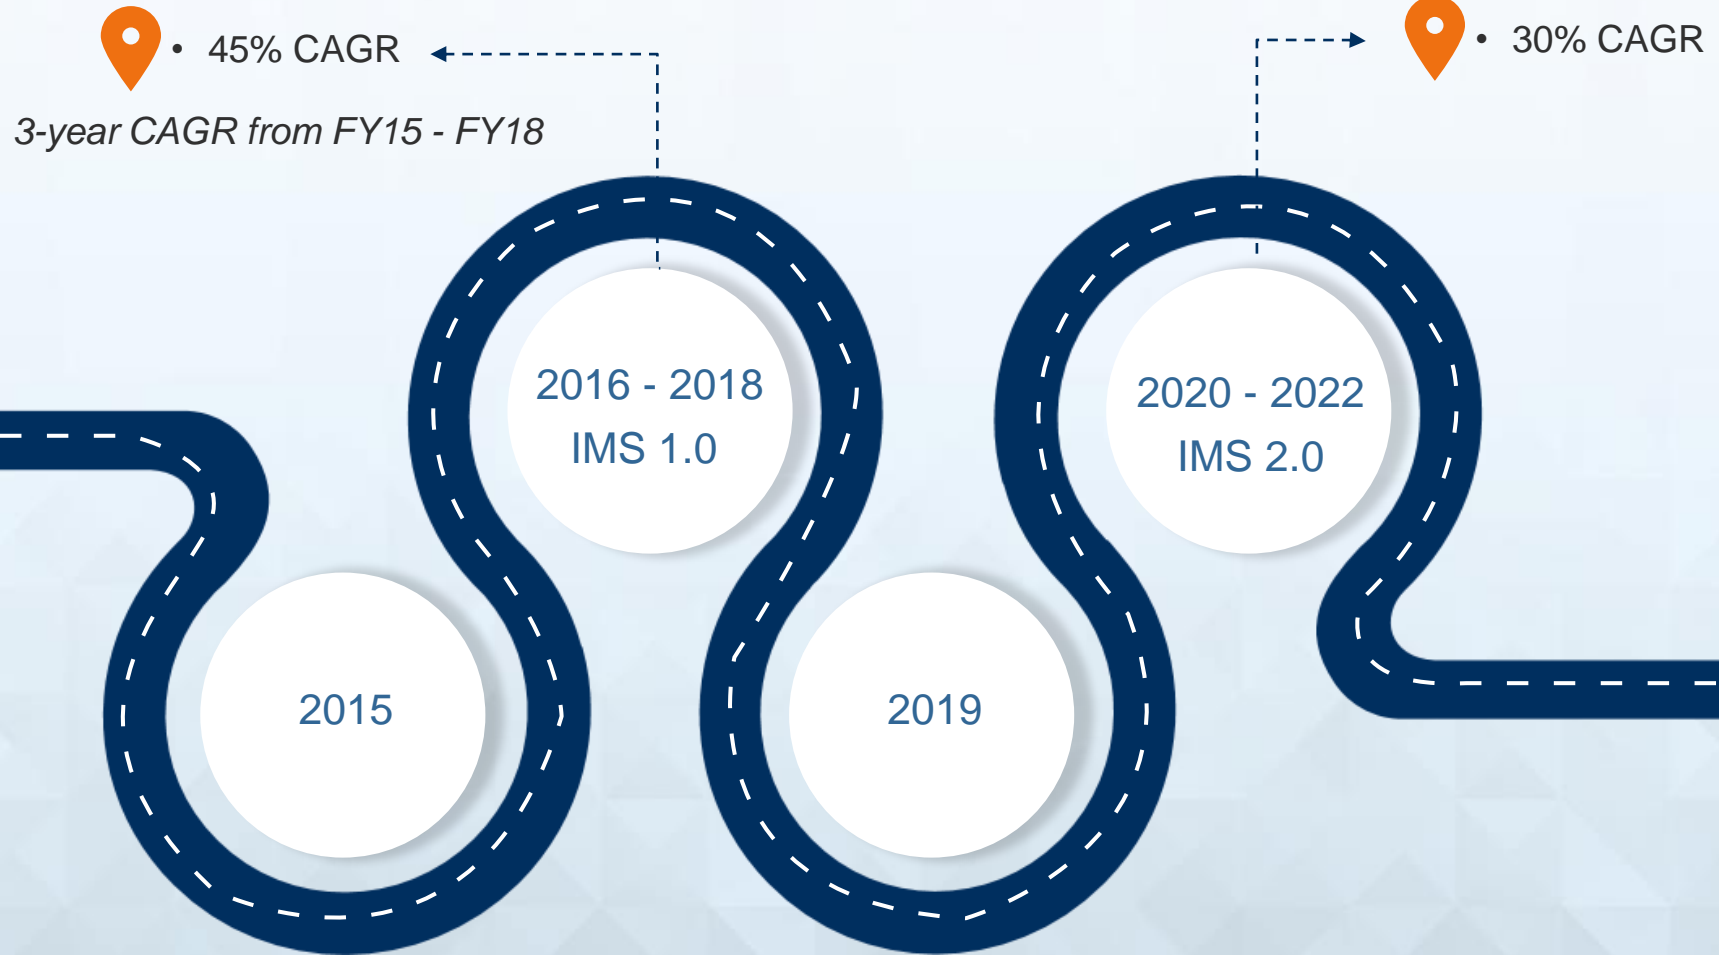 • 45% CAGR
3-year CAGR from FY15 - FY18
• 30% CAGR
2016 - 2018
IMS 1.0
2020 - 2022
IMS 2.0
2015
2019